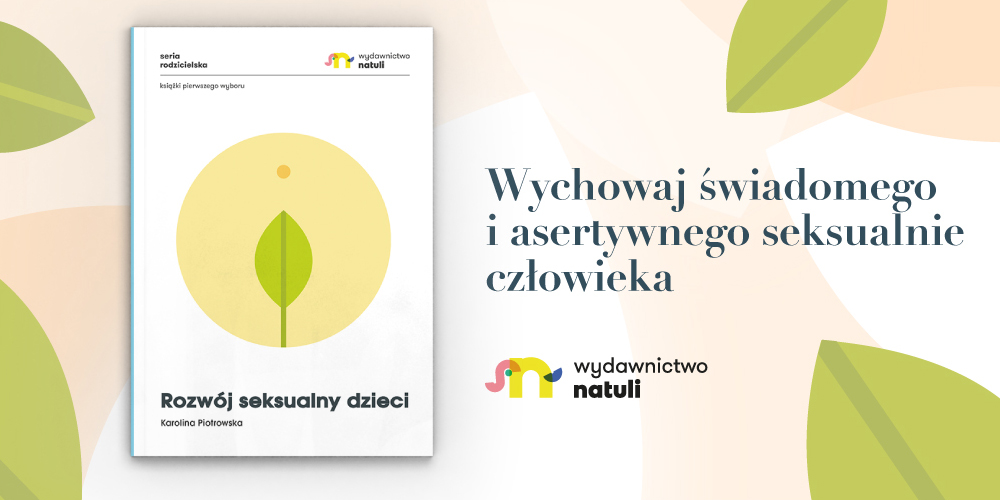 seria
rodzicielska
wydawnictwo
natuli
książki pierwszego wyboru
Rozwój seksualny dzieci
Karolina Piotrowska
Wychowaj świadomego
i asertywnego seksualnie
człowieka
wydawnictwo
natuli